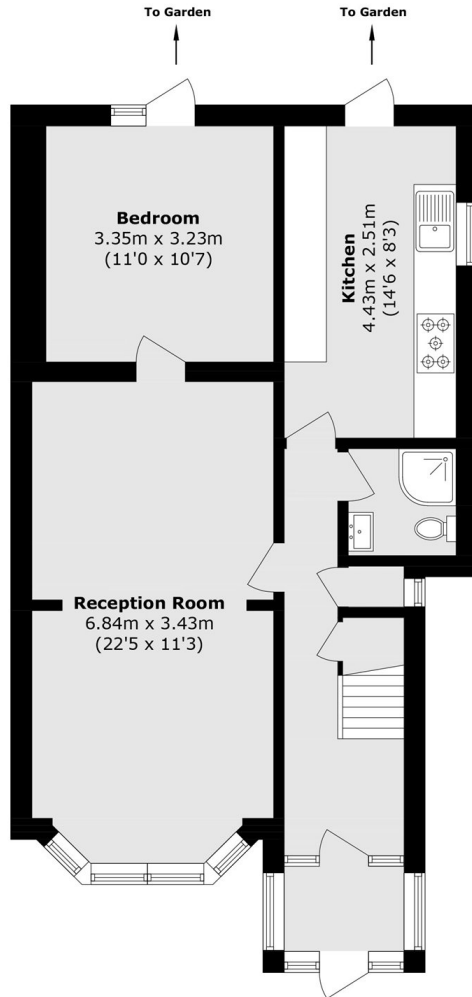 To Garden
To Garden
Bedroom
3.35m x 3.23m
(11'0 x 10'7)
Kitchen
4.43m x 2.51m
(14'6 x 8'3)
Reception Room
6.84m x 3.43m
(22'5 x 11'3)